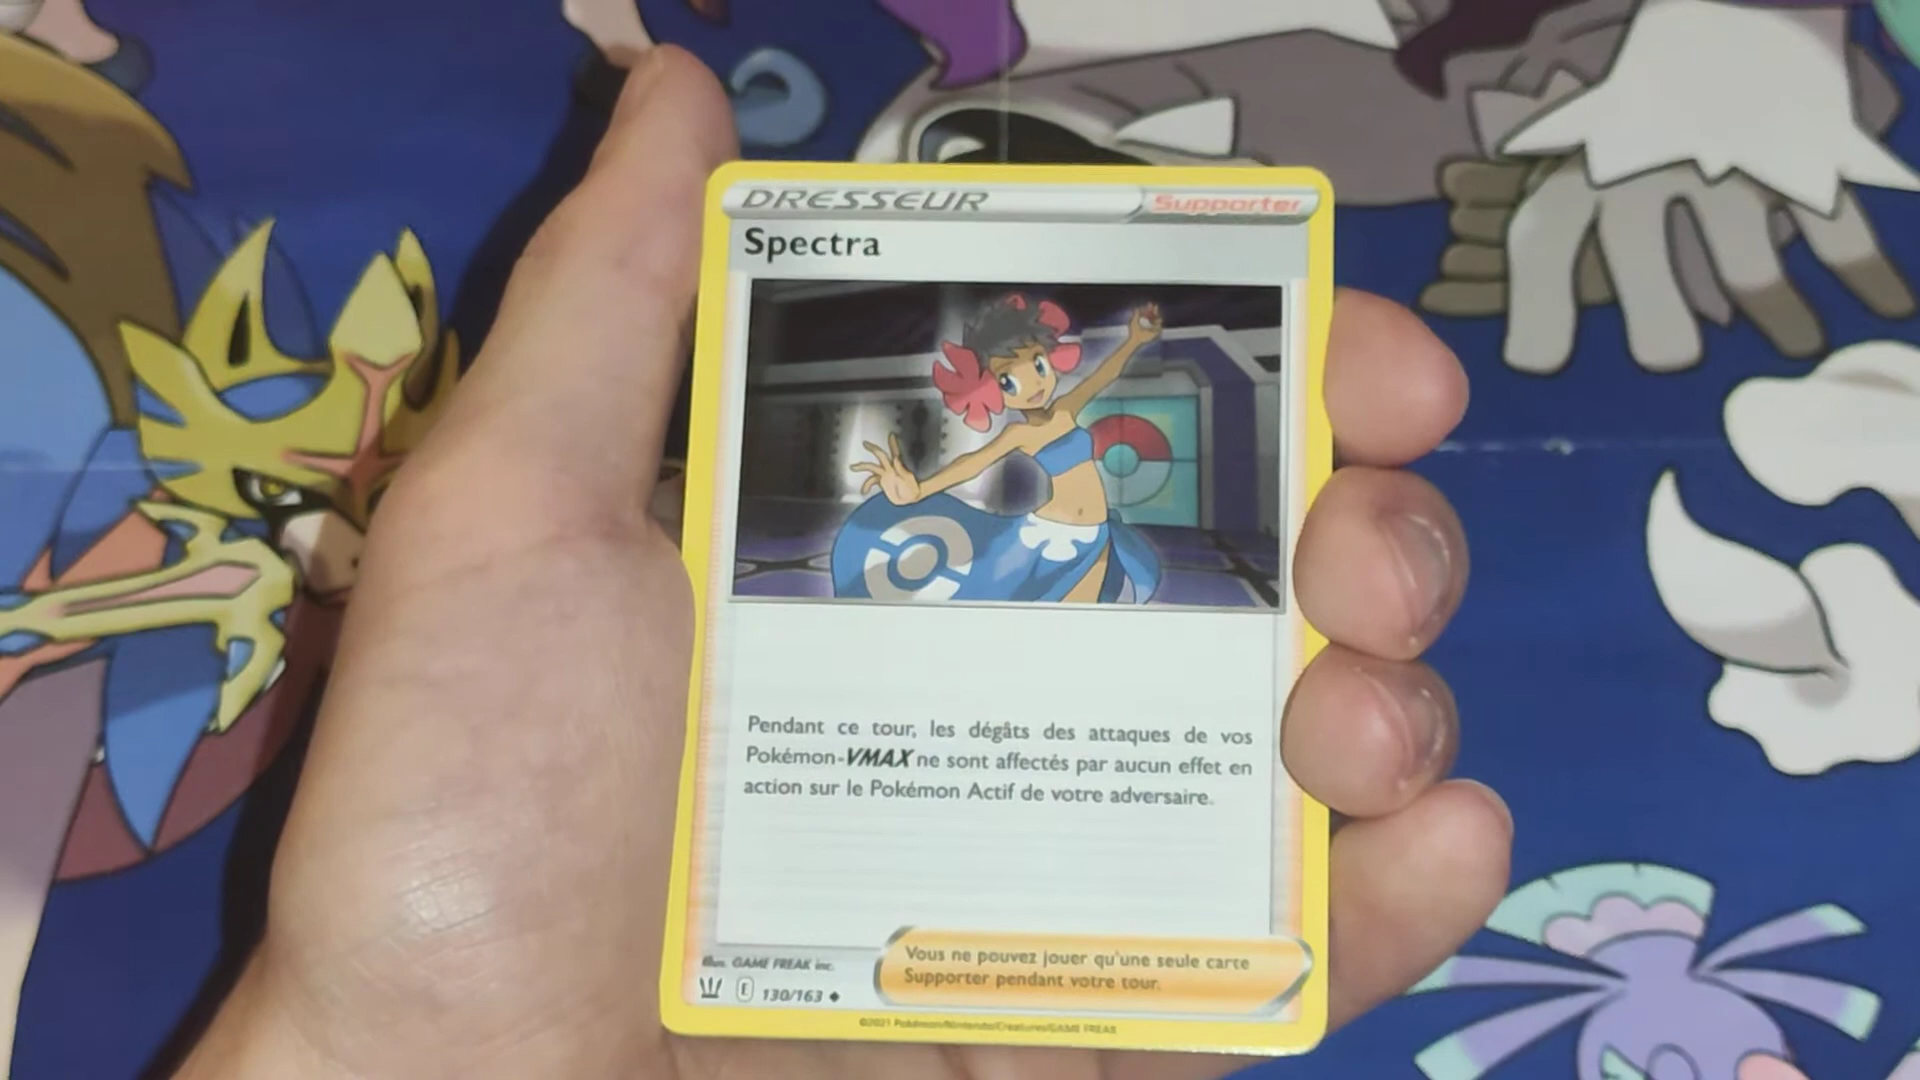 DRESSEUR
Supporter
Spectra
Pendant ce tour, les dégâts des attaques de vos
Pokémon-VMAX ne sont affectés par aucun effet en
action sur le Pokémon Actif de votre adversaire.
Illus. GAME FREAK inc.
Vous ne pouvez jouer qu'une seule carte
Supporter pendant votre tour.
E 130/163
©2021 Pokémon/Nintendo/Creatures/GAME FREAK